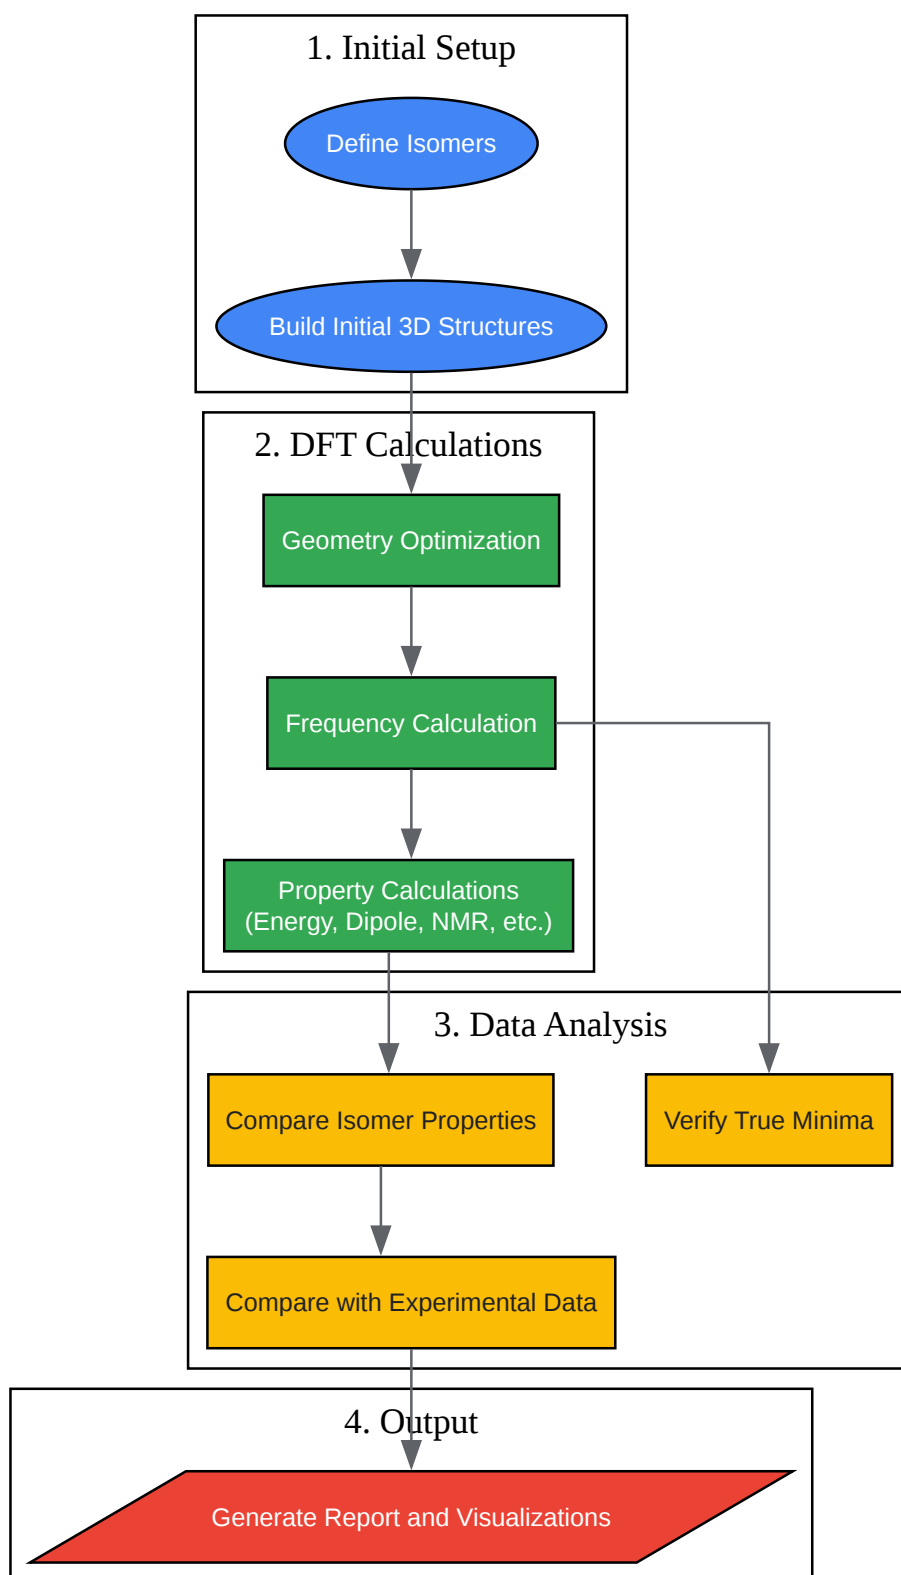 1. Initial Setup
Define Isomers
Build Initial 3D Structures
2. DFT Calculations
Geometry Optimization
Frequency Calculation
Property Calculations
(Energy, Dipole, NMR, etc.)
3. Data Analysis
Compare Isomer Properties
Verify True Minima
Compare with Experimental Data
4. Output
Generate Report and Visualizations